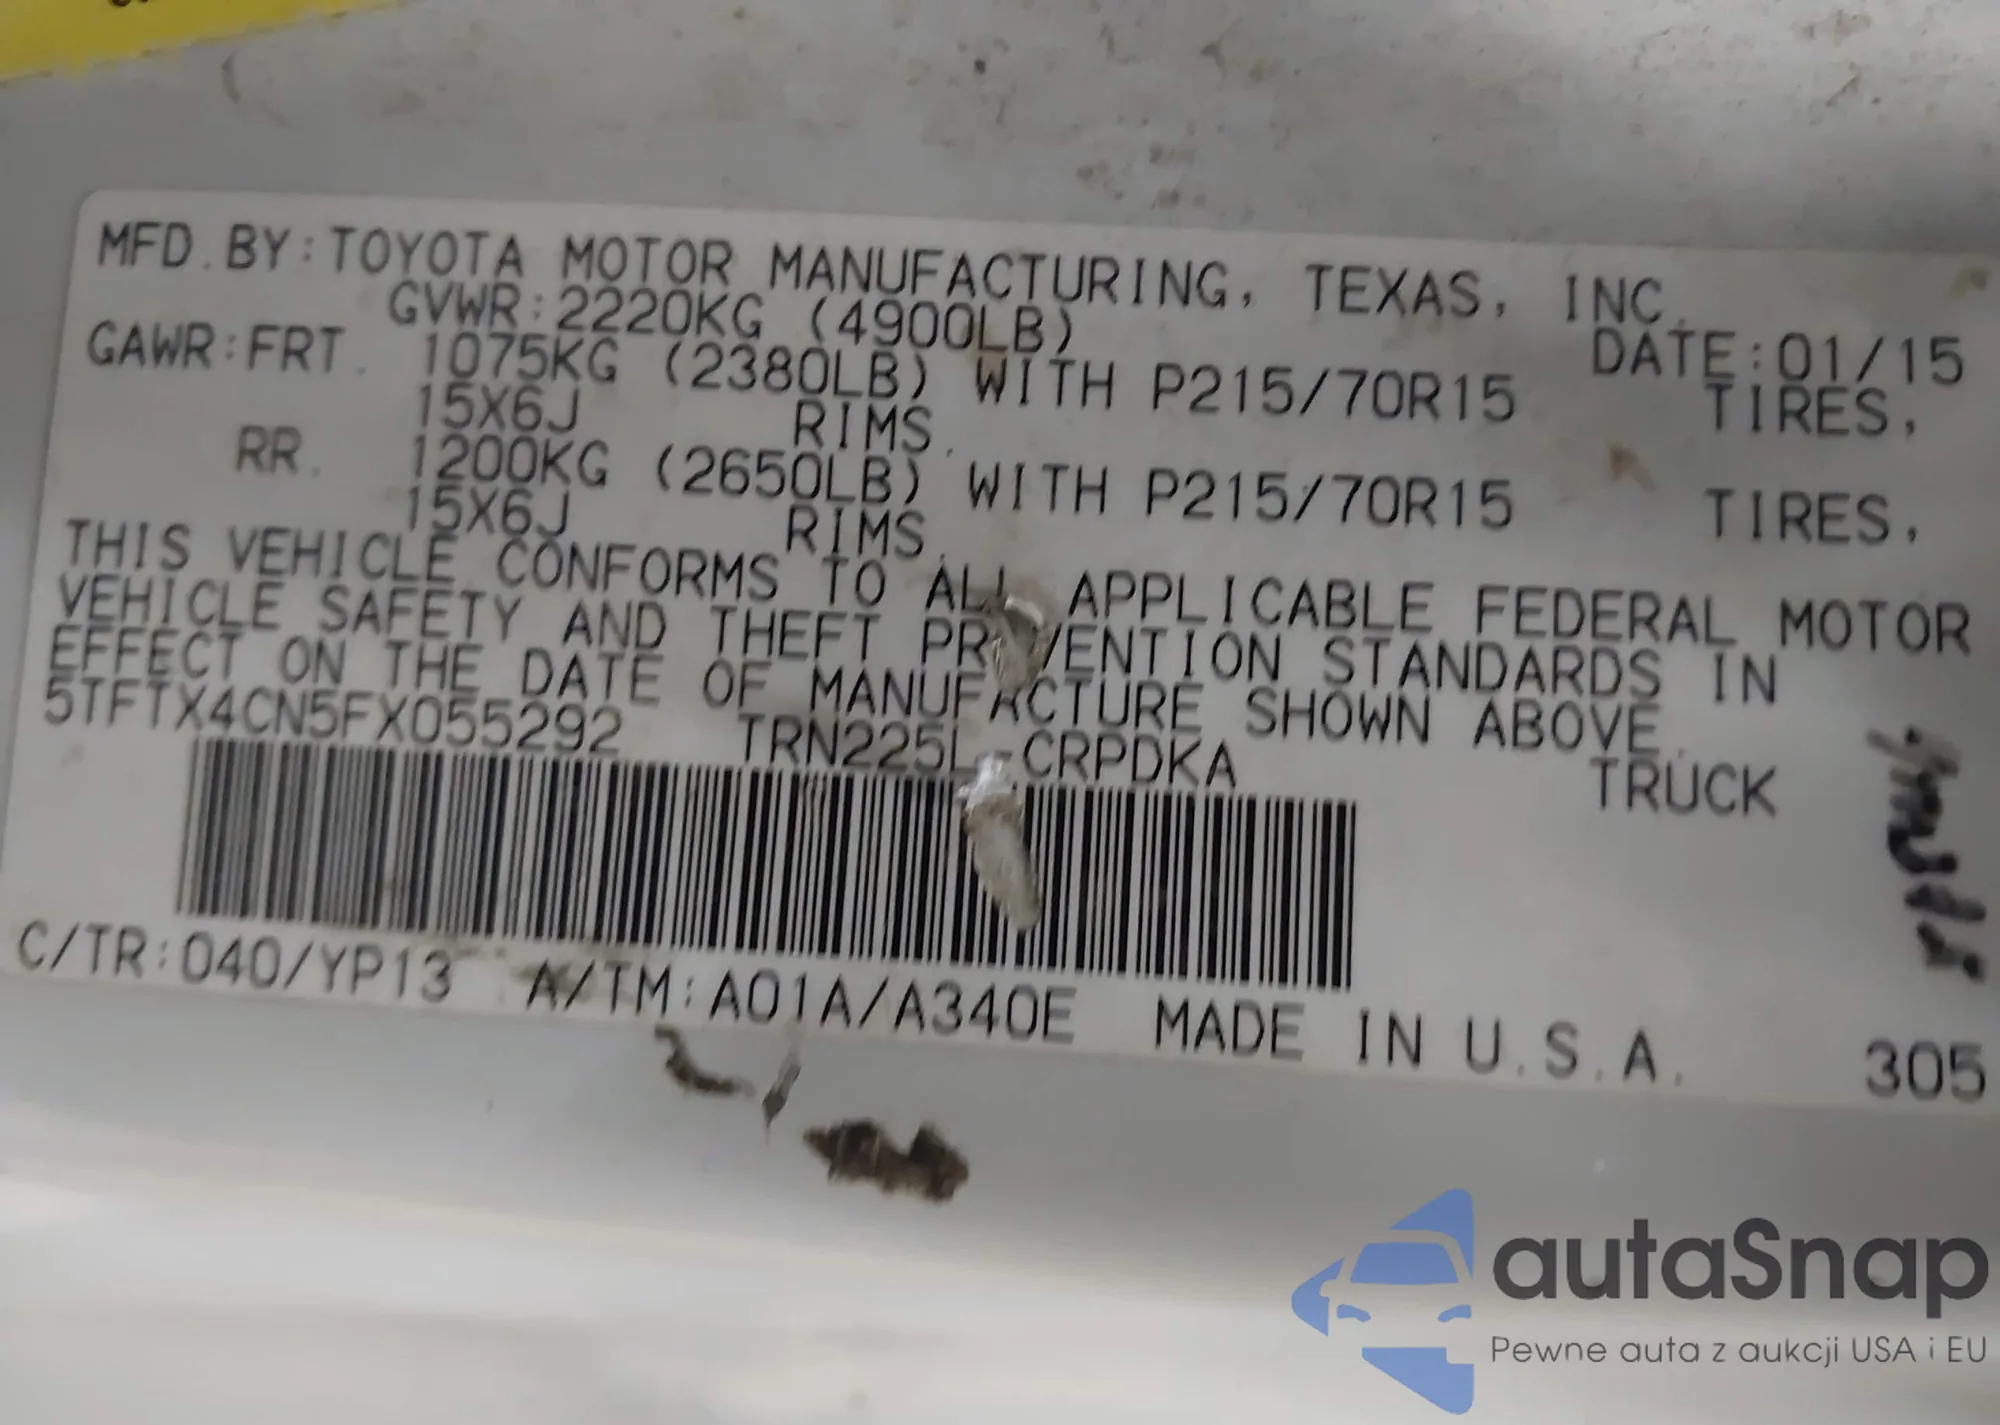 MFD.BY:TOYOTA MOTOR MANUFACTURING, TEXAS, INC.
GVWR:2220KG (4900LB) DATE:01/15
GAWR:FRT. 1075KG (2380LB) WITH P215/70R15 TIRES,
15X6J RIMS.
RR. 1200KG (2650LB) WITH P215/70R15 TIRES,
15X6J RIMS.
THIS VEHICLE CONFORMS TO ALL APPLICABLE FEDERAL MOTOR
VEHICLE SAFETY AND THEFT PREVENTION STANDARDS IN
EFFECT ON THE DATE OF MANUFACTURE SHOWN ABOVE.
5TFTX4CN5FX055292 TRN225L-CRPDKA TRUCK
C/TR:040/YP13 A/TM:A01A/A340E MADE IN U.S.A. 305
autaSnap
Pewne auta z aukcji USA i EU